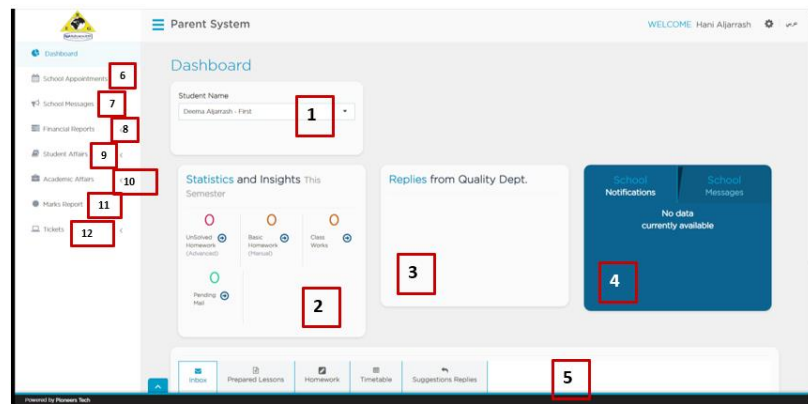 Parent System
WELCOME Hani Aljarrash
عربي
Dashboard
School Appointments
6
School Messages
7
Financial Reports
8
Student Affairs
9
Academic Affairs
10
Marks Report
11
Tickets
12
Dashboard
Student Name
Deema Aljarrash - First
1
Statistics and Insights This
Semester
0
0
0
UnSolved
Homework
(Advanced)
Basic
Homework
(Manual)
Class
Works
0
Pending
Mail
2
Replies from Quality Dept.
3
School
Notifications
School
Messages
No data
currently available
4
Inbox
Prepared Lessons
Homework
Timetable
Suggestions Replies
5
Powered by Pioneers Tech